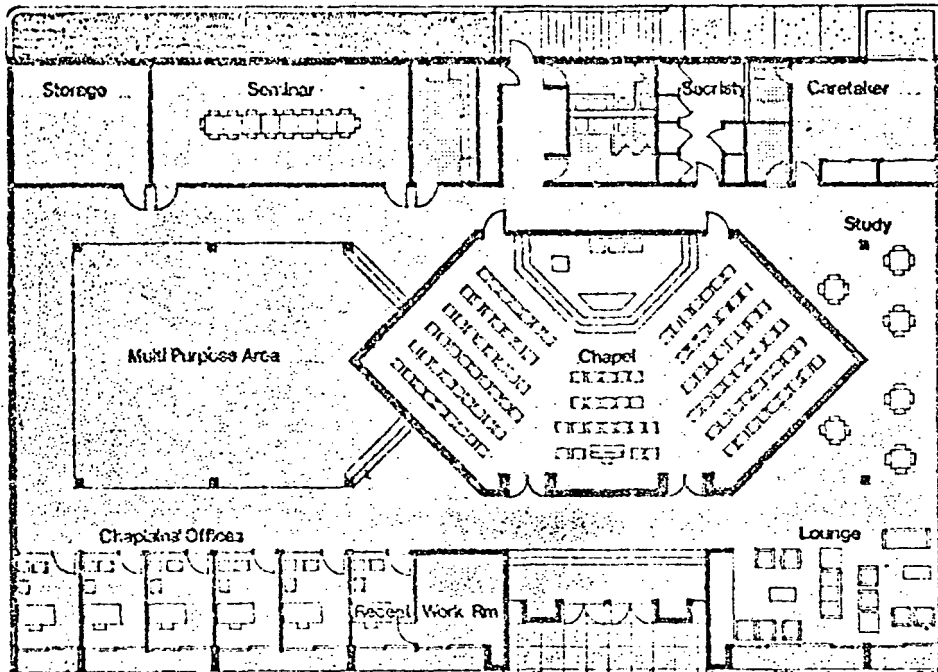 Storage
Seminar
Sacristy
Caretaker
Study
Multi Purpose Area
Chapel
Chaplains' Offices
Lounge
Recept
Work Rm